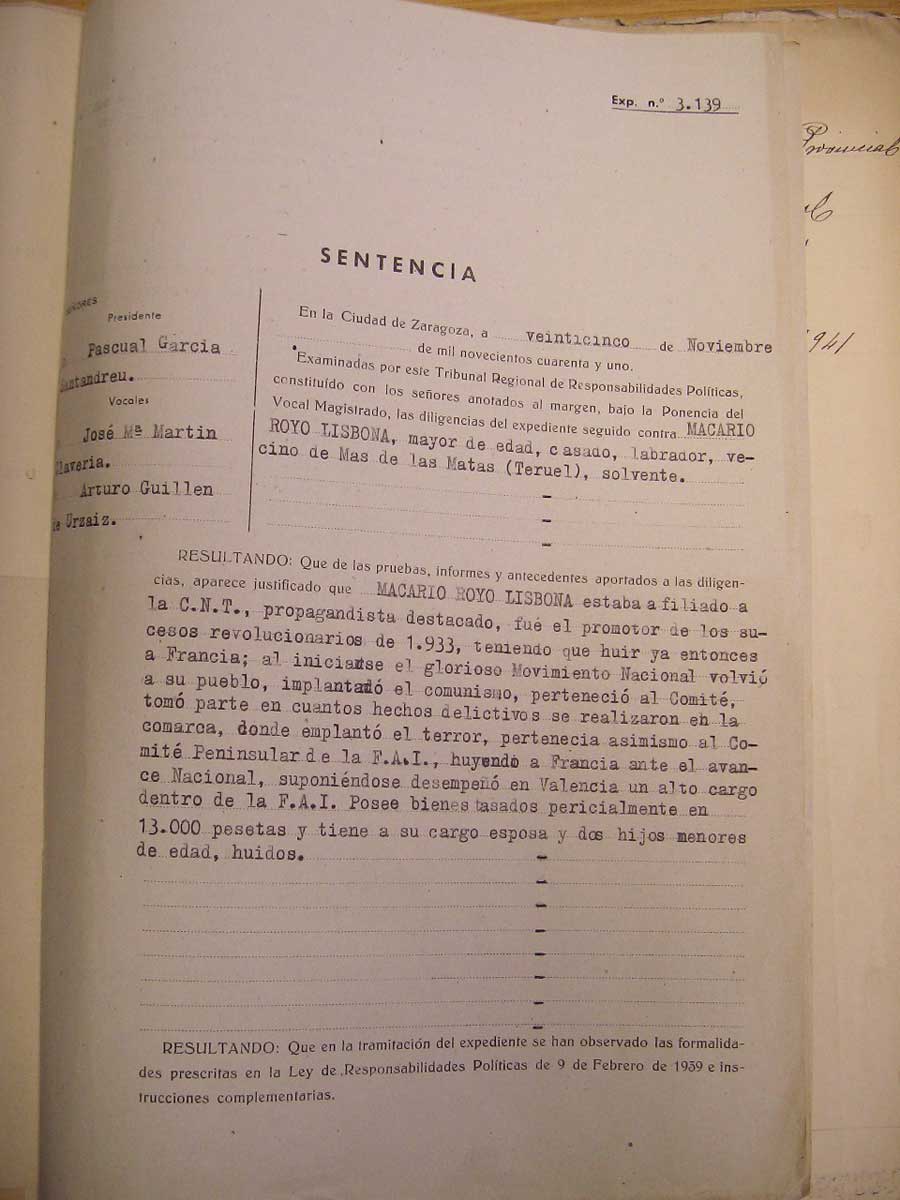 Exp. n.º 3.139
Provincial
1941
SENTENCIA
SEÑORES
Presidente
Pascual Garcia
Santandreu.
Vocales
José Mª Martin
Claveria.
Arturo Guillen
de Urzaiz.
En la Ciudad de Zaragoza, a veinticinco de Noviembre
de mil novecientos cuarenta y uno.
Examinadas por este Tribunal Regional de Responsabilidades Políticas,
constituído con los señores anotados al margen, bajo la Ponencia del
Vocal Magistrado, las diligencias del expediente seguido contra MACARIO
ROYO LISBONA, mayor de edad, casado, labrador, ve-
cino de Mas de las Matas (Teruel), solvente.
RESULTANDO: Que de las pruebas, informes y antecedentes aportados a las diligen-
cias, aparece justificado que MACARIO ROYO LISBONA estaba afiliado a
la C.N.T., propagandista destacado, fué el promotor de los su-
cesos revolucionarios de 1.933, teniendo que huir ya entonces
a Francia; al iniciarse el glorioso Movimiento Nacional volvió
a su pueblo, implantadó el comunismo, perteneció al Comité,
tomó parte en cuantos hechos delictivos se realizaron en la
comarca, donde emplantó el terror, pertenecia asimismo al Co-
mité Peninsular de la F.A.I., huyendo a Francia ante el avan-
ce Nacional, suponiéndose desempeñó en Valencia un alto cargo
dentro de la F.A.I. Posee bienes tasados pericialmente en
13.000 pesetas y tiene a su cargo esposa y dos hijos menores
de edad, huidos.
RESULTANDO: Que en la tramitación del expediente se han observado las formalida-
des prescritas en la Ley de Responsabilidades Políticas de 9 de Febrero de 1939 e ins-
trucciones complementarias.